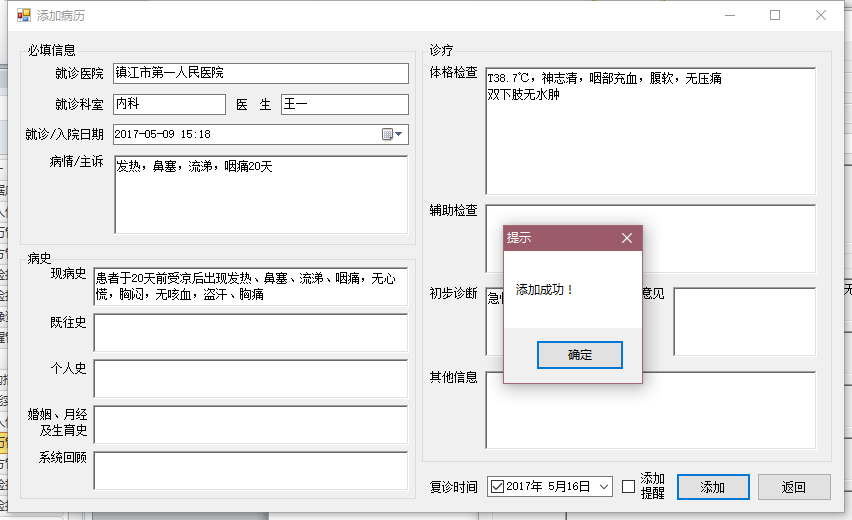 添加病历
必填信息
就诊医院 镇江市第一人民医院
就诊科室 内科 医 生 王一
就诊/入院日期 2017-05-09 15:18
病情/主诉 发热，鼻塞，流涕，咽痛20天
病史
现病史 患者于20天前受凉后出现发热、鼻塞、流涕、咽痛，无心
慌，胸闷，无咳血，盗汗、胸痛
既往史
个人史
婚姻、月经
及生育史
系统回顾
诊疗
体格检查 T38.7℃，神志清，咽部充血，腹软，无压痛
双下肢无水肿
辅助检查
初步诊断 急 意见
其他信息
复诊时间 2017年 5月16日 添加
提醒
添加 返回
提示
添加成功！
确定